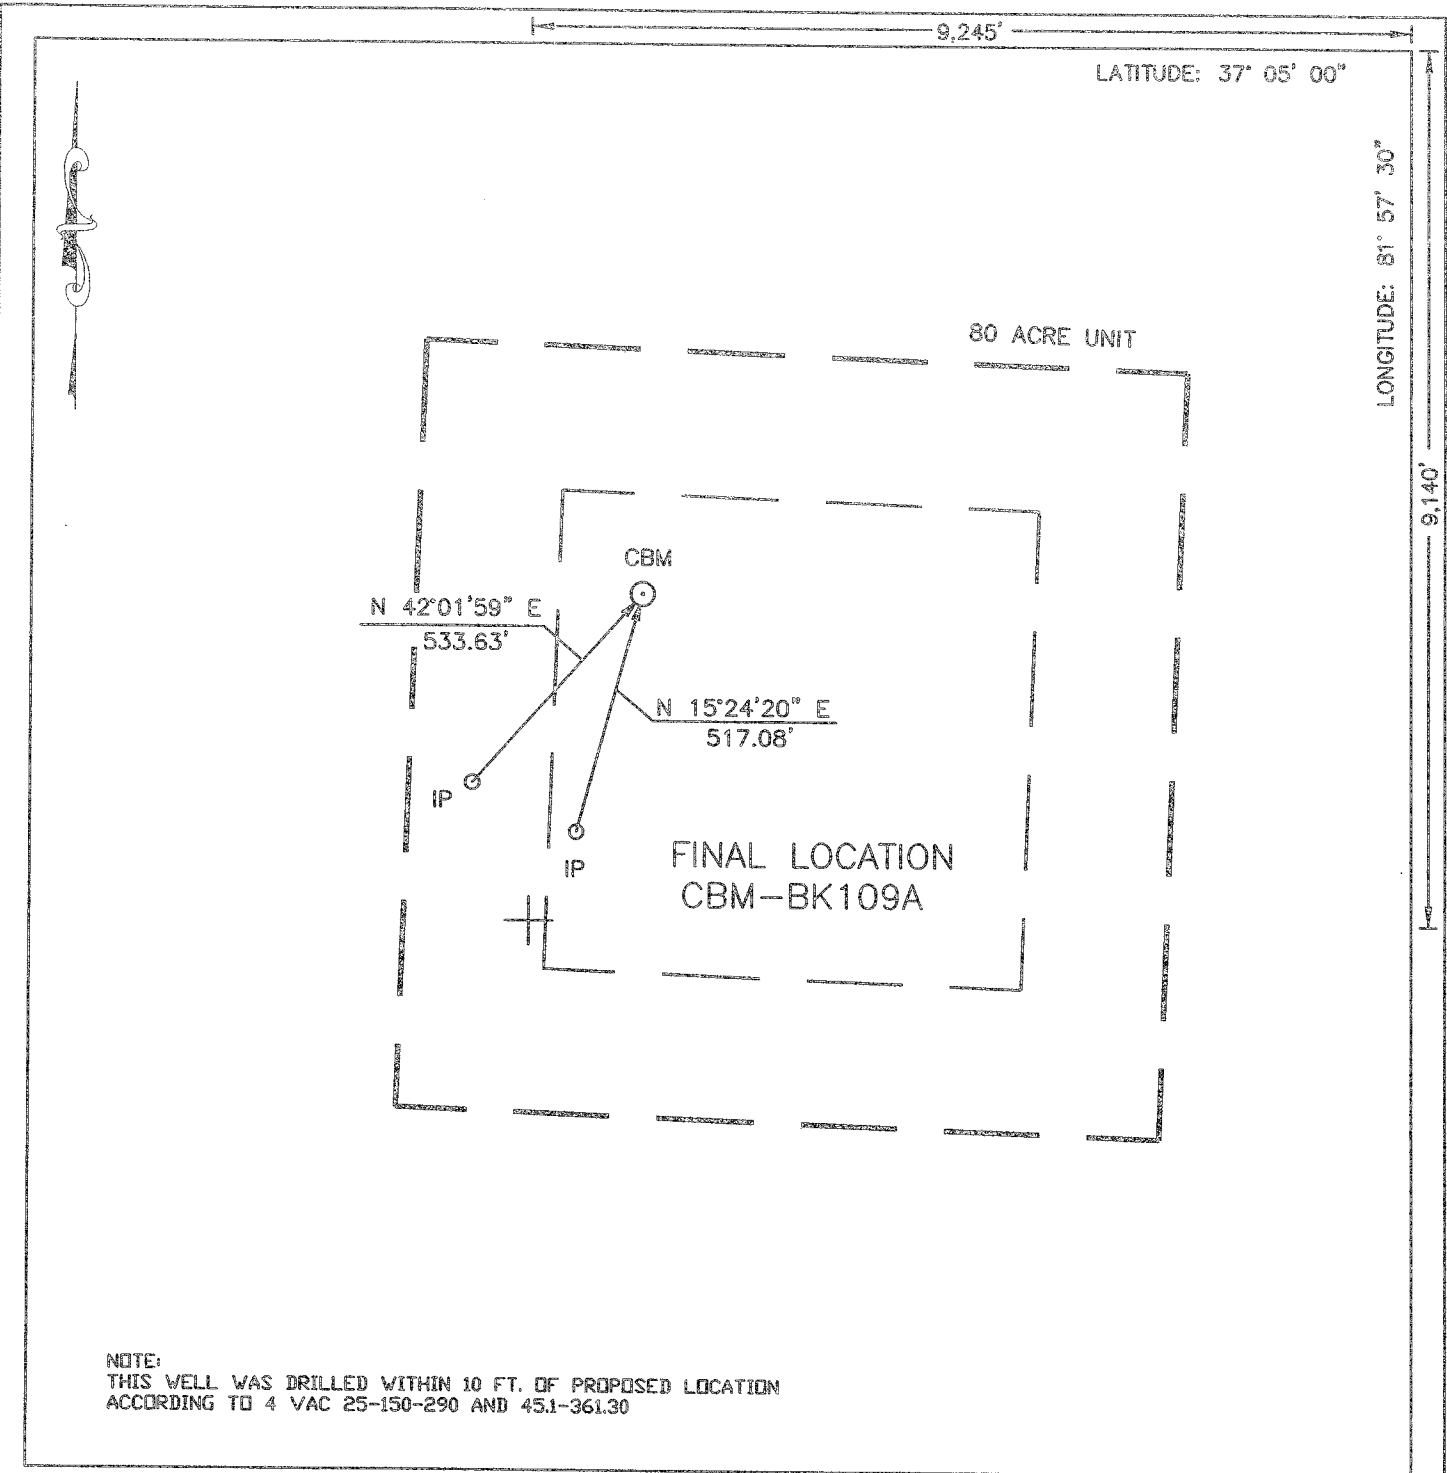 9,245'
LATITUDE: 37° 05' 00"
LONGITUDE: 81° 57' 30"
80 ACRE UNIT
9,140'
CBM
N 42°01'59" E
533.63'
N 15°24'20" E
517.08'
IP
IP
FINAL LOCATION
CBM-BK109A
NOTE:
THIS WELL WAS DRILLED WITHIN 10 FT. OF PROPOSED LOCATION
ACCORDING TO 4 VAC 25-150-290 AND 45.1-361.30